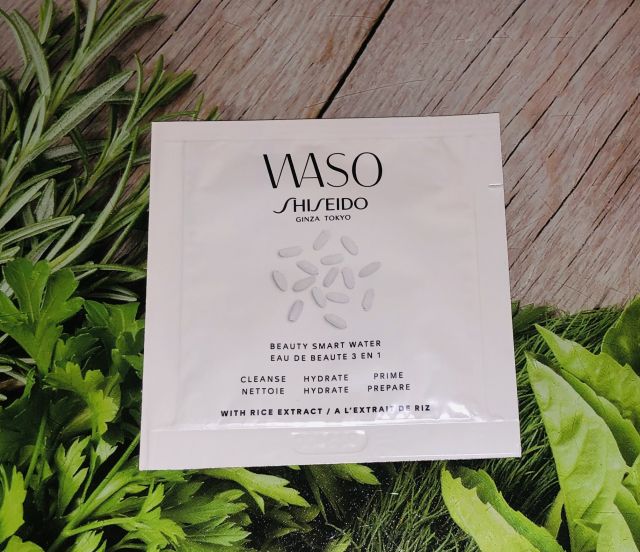 WASO
SHISEIDO
GINZA TOKYO
BEAUTY SMART WATER
EAU DE BEAUTE 3 EN 1
CLEANSE HYDRATE PRIME
NETTOIE HYDRATE PREPARE
WITH RICE EXTRACT / A L'EXTRAIT DE RIZ